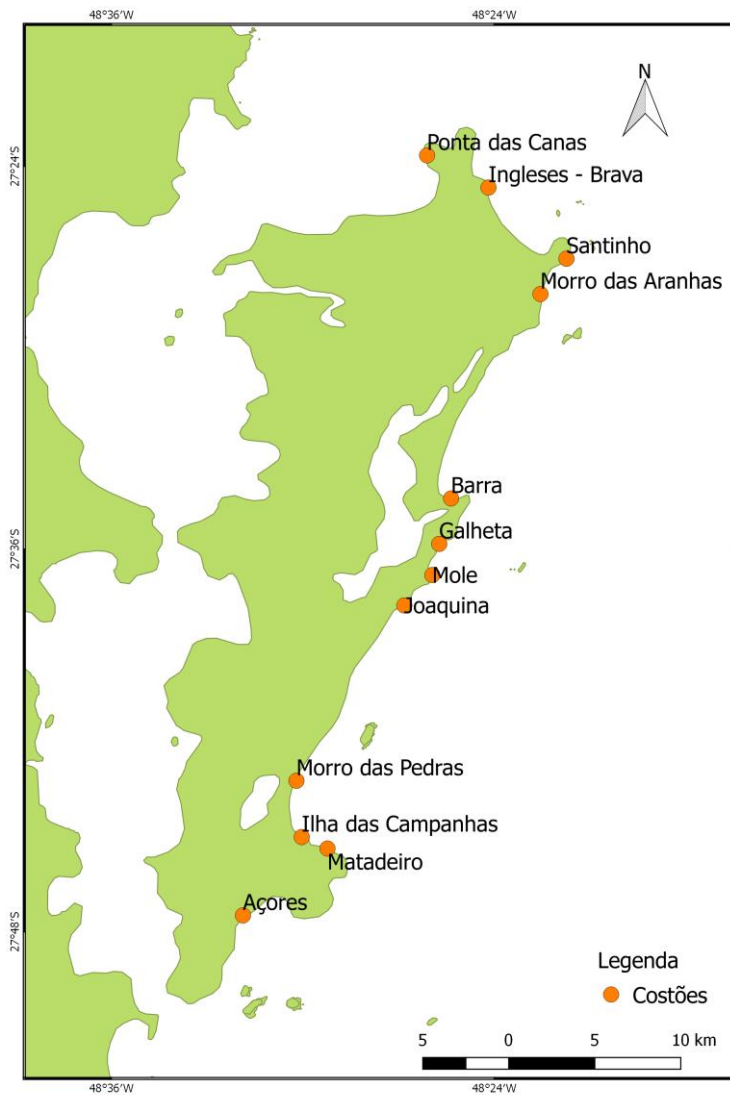 48°36′W
48°24′W
N
27°24′S
Ponta das Canas
Ingleses - Brava
Santinho
Morro das Aranhas
Barra
Galheta
27°36′S
Mole
Joaquina
Morro das Pedras
Ilha das Campanhas
Matadeiro
Açores
27°48′S
Legenda
Costões
5 0 5 10 km
48°36′W
48°24′W